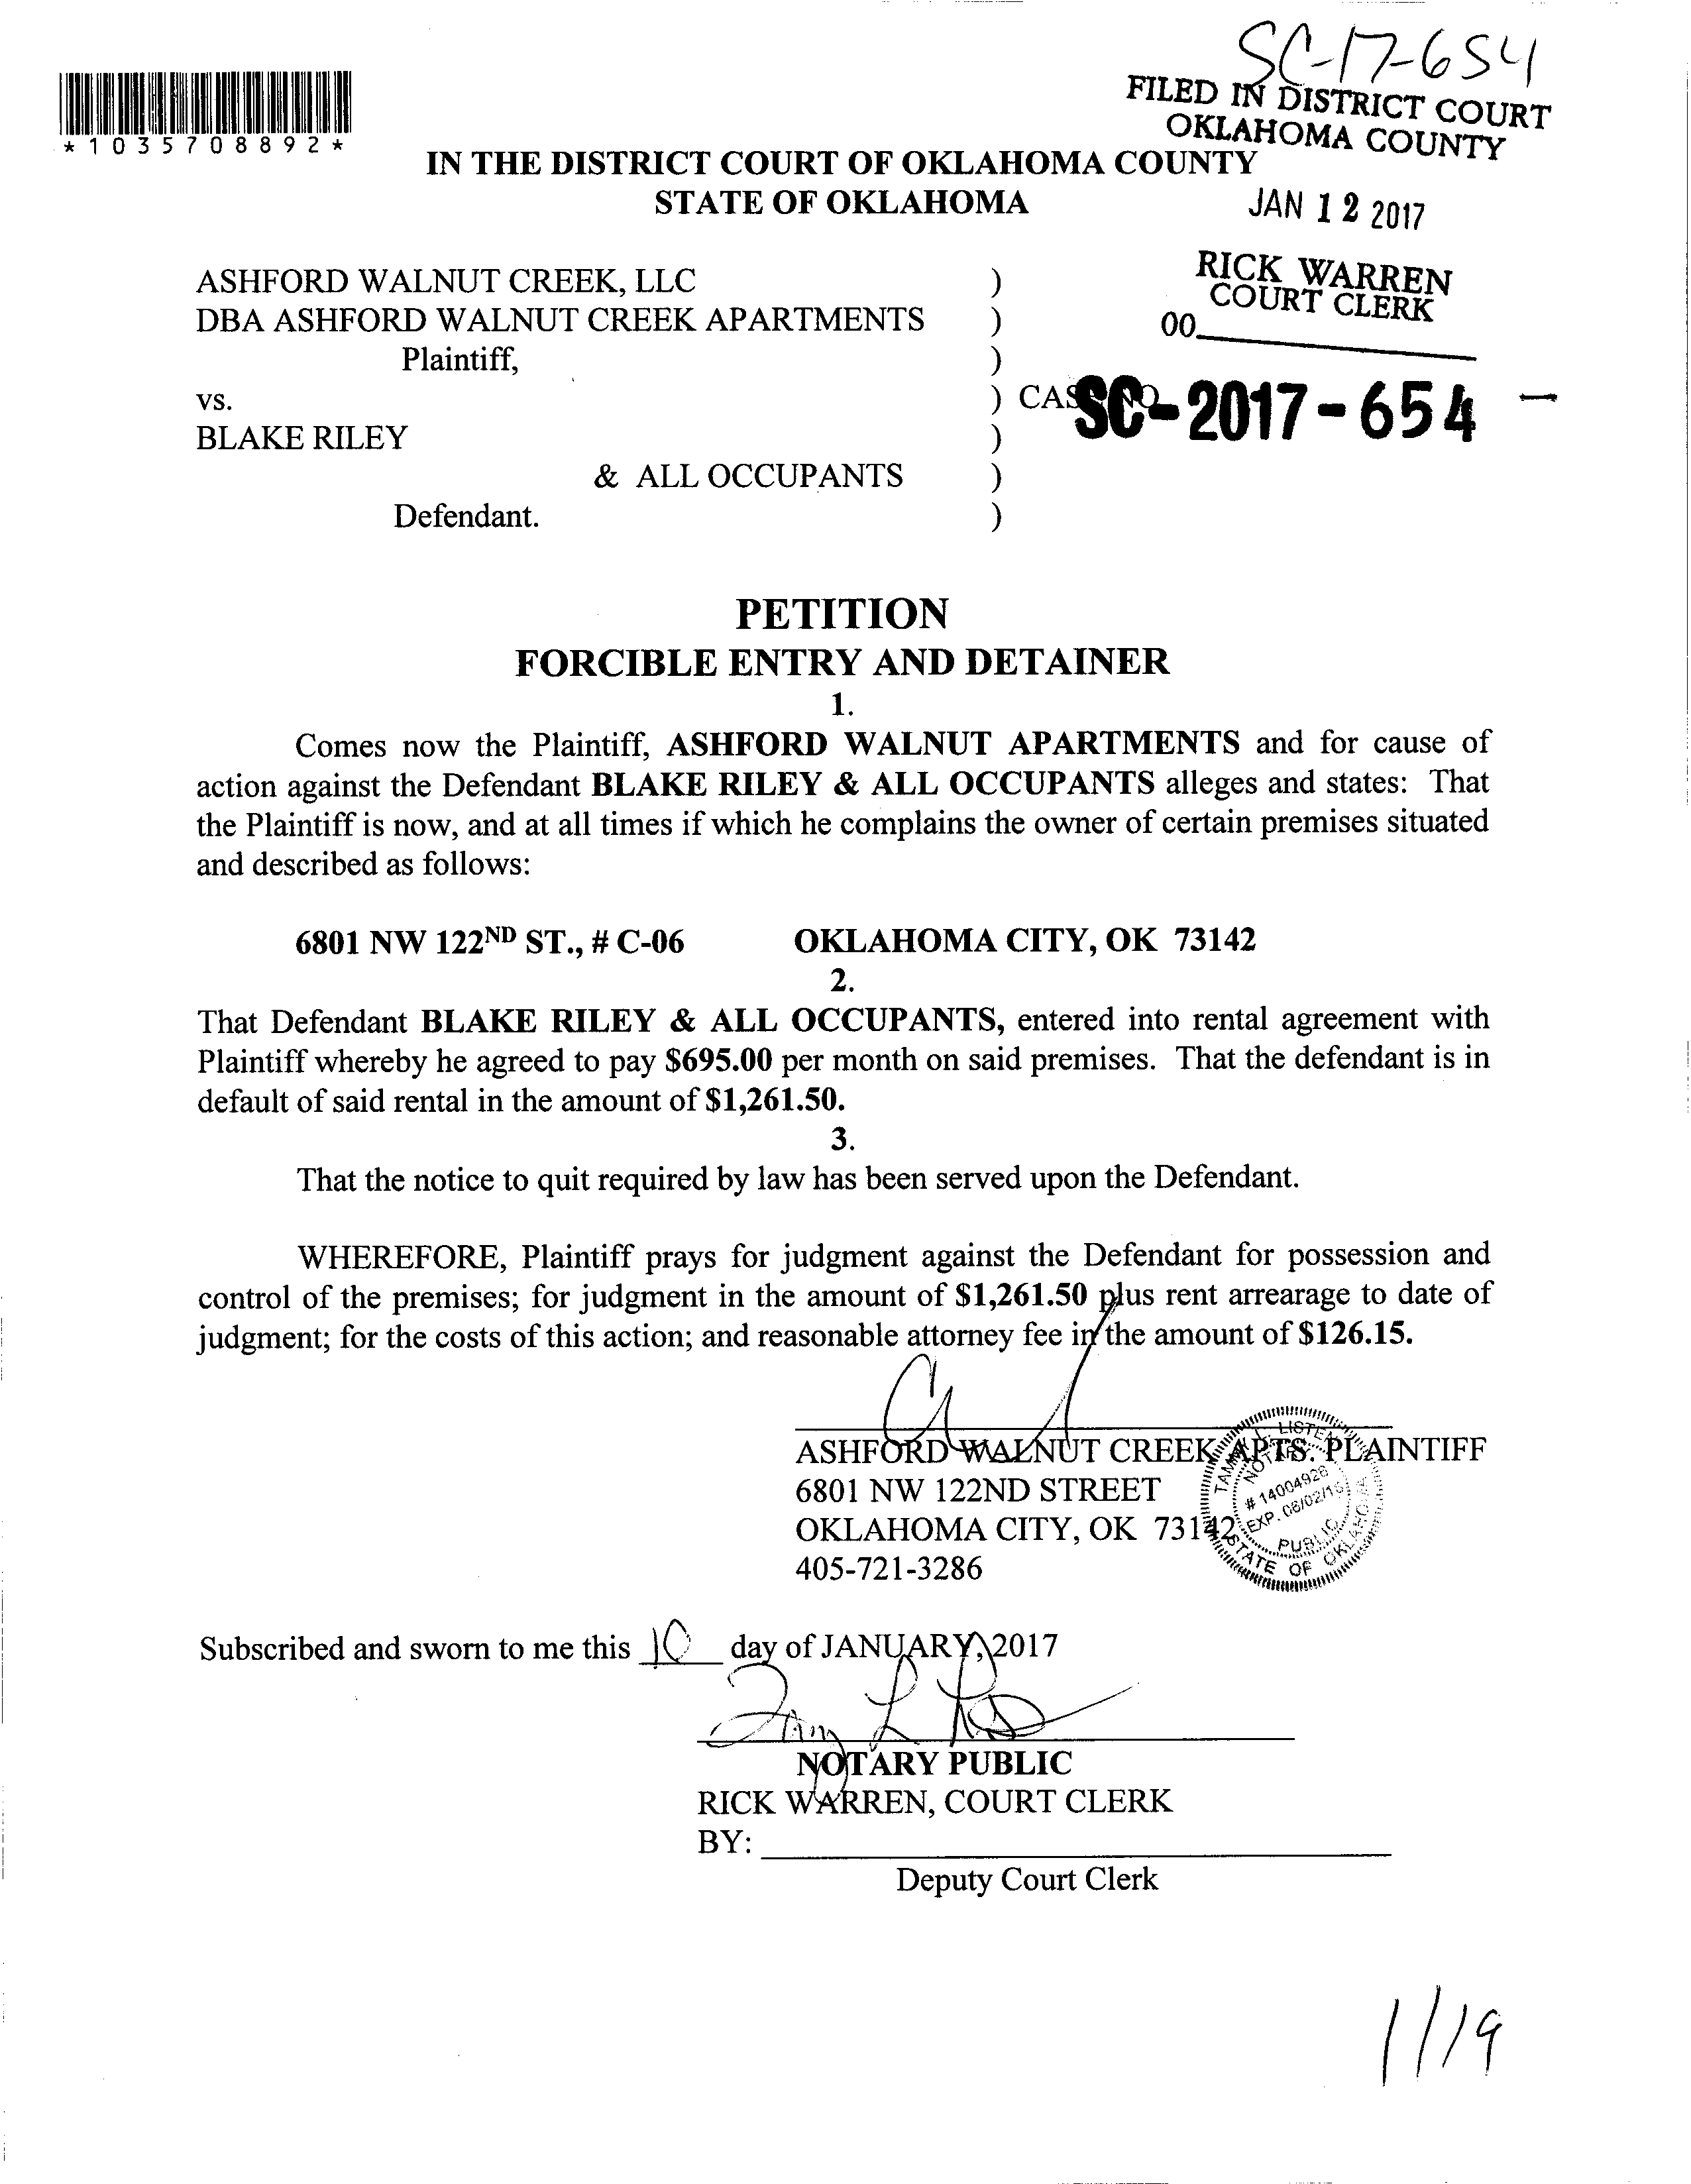 SC-17-654
FILED IN DISTRICT COURT
OKLAHOMA COUNTY
*1035708892*
IN THE DISTRICT COURT OF OKLAHOMA COUNTY
STATE OF OKLAHOMA
JAN 12 2017
RICK WARREN
COURT CLERK
00
ASHFORD WALNUT CREEK, LLC )
DBA ASHFORD WALNUT CREEK APARTMENTS )
Plaintiff, )
vs. ) CASE NO. SC-2017-654 -
BLAKE RILEY )
& ALL OCCUPANTS )
Defendant. )
PETITION
FORCIBLE ENTRY AND DETAINER
1.
Comes now the Plaintiff, ASHFORD WALNUT APARTMENTS and for cause of
action against the Defendant BLAKE RILEY & ALL OCCUPANTS alleges and states: That
the Plaintiff is now, and at all times if which he complains the owner of certain premises situated
and described as follows:
6801 NW 122ND ST., # C-06 OKLAHOMA CITY, OK 73142
2.
That Defendant BLAKE RILEY & ALL OCCUPANTS, entered into rental agreement with
Plaintiff whereby he agreed to pay $695.00 per month on said premises. That the defendant is in
default of said rental in the amount of $1,261.50.
3.
That the notice to quit required by law has been served upon the Defendant.
WHEREFORE, Plaintiff prays for judgment against the Defendant for possession and
control of the premises; for judgment in the amount of $1,261.50 plus rent arrearage to date of
judgment; for the costs of this action; and reasonable attorney fee in the amount of $126.15.
ASHFORD WALNUT CREEK APTS. PLAINTIFF
6801 NW 122ND STREET
OKLAHOMA CITY, OK 73142
405-721-3286
NOTARY
# 14004926
PUBLIC
STATE OF OKLAHOMA
Subscribed and sworn to me this 10 day of JANUARY, 2017
NOTARY PUBLIC
RICK WARREN, COURT CLERK
BY:
Deputy Court Clerk
1/19